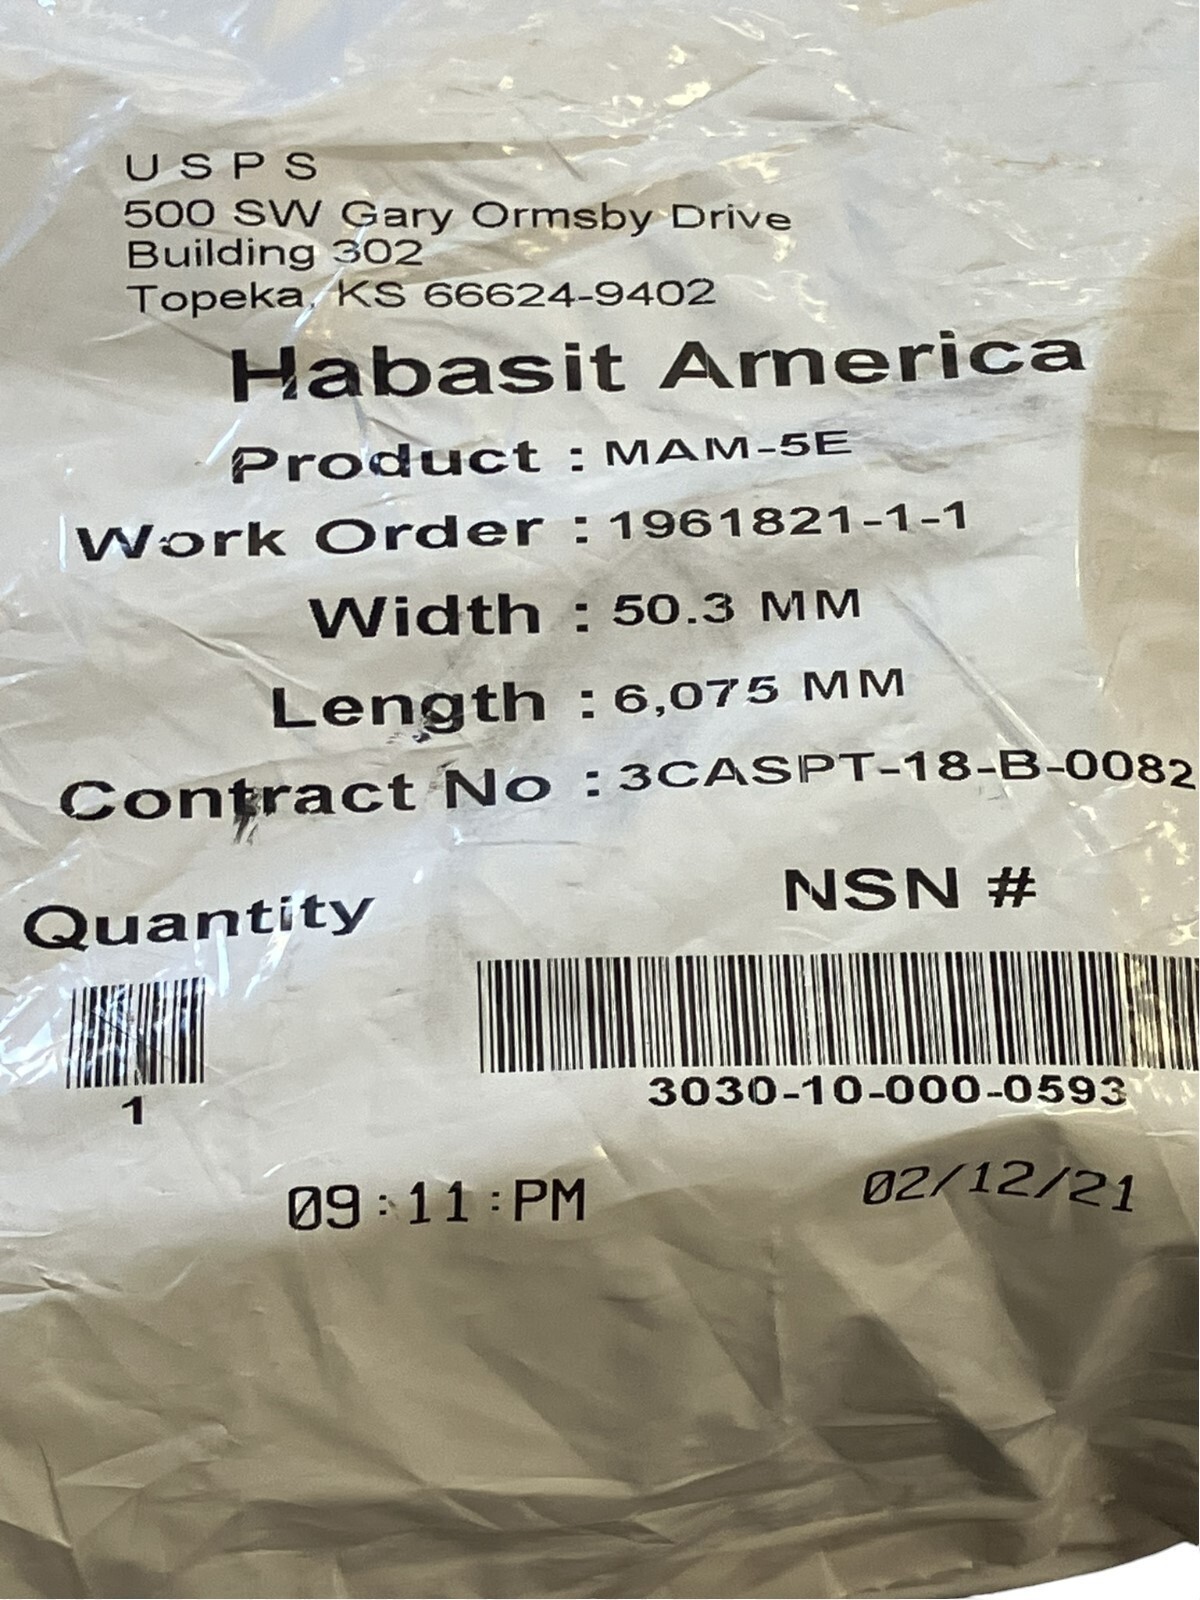 U S P S
500 SW Gary Ormsby Drive
Building 302
Topeka, KS 66624-9402
Habasit America
Product : MAM-5E
Work Order : 1961821-1-1
Width : 50.3 MM
Length : 6,075 MM
Contract No : 3CASPT-18-B-0082
Quantity
NSN #
1
3030-10-000-0593
09:11:PM
02/12/21